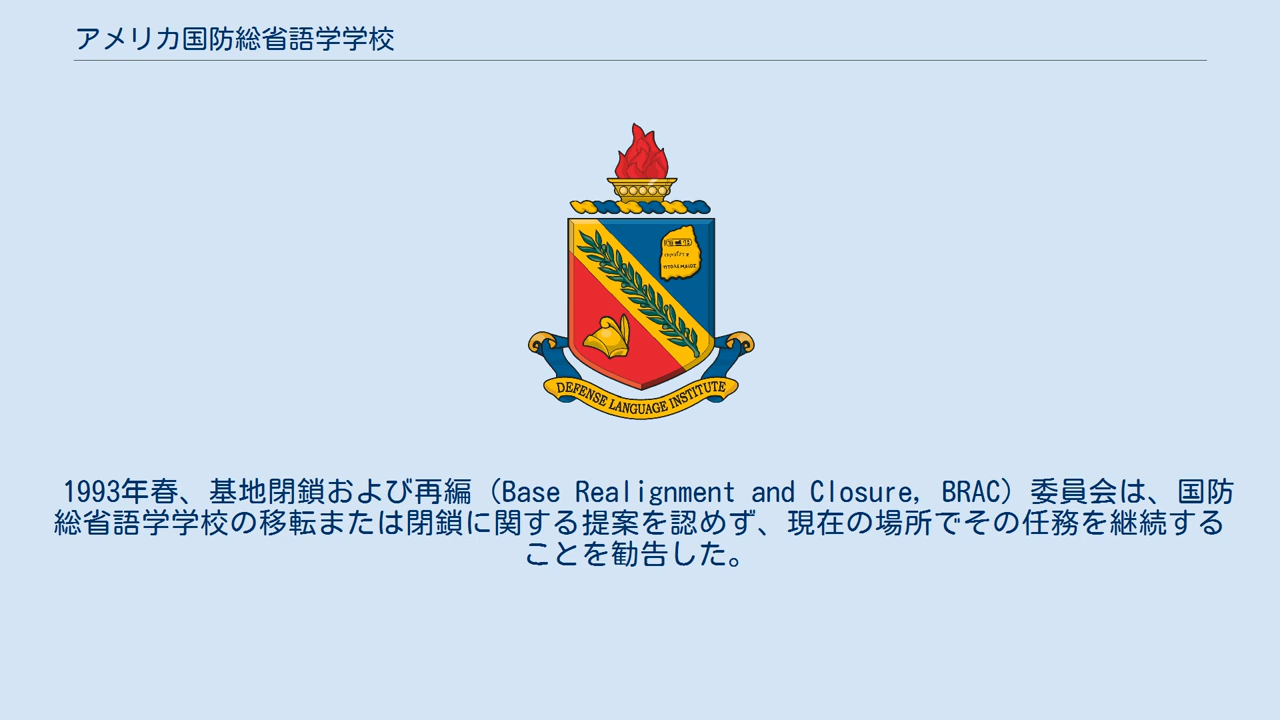 アメリカ国防総省語学学校
ΠΤΟΛΕΜΑΙΟΣ
DEFENSE LANGUAGE INSTITUTE
1993年春、基地閉鎖および再編（Base Realignment and Closure, BRAC）委員会は、国防
総省語学学校の移転または閉鎖に関する提案を認めず、現在の場所でその任務を継続する
ことを勧告した。